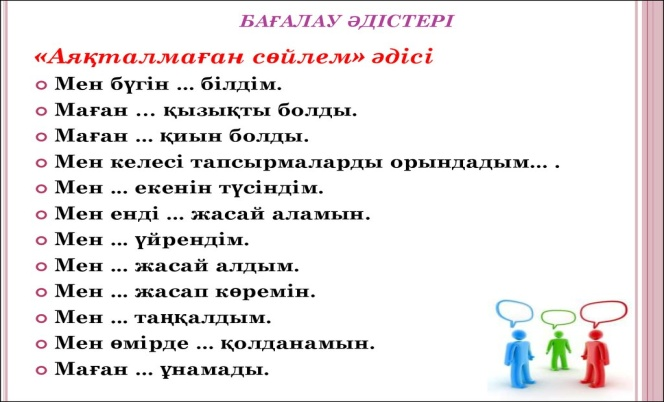 БАҒАЛАУ ӘДІСТЕРІ
«Аяқталмаған сөйлем» әдісі
Мен бүгін … білдім.
Маған … қызықты болды.
Маған … қиын болды.
Мен келесі тапсырмаларды орындадым… .
Мен … екенін түсіндім.
Мен енді … жасай аламын.
Мен … үйрендім.
Мен … жасай алдым.
Мен … жасап көремін.
Мен … таңқалдым.
Мен өмірде … қолданамын.
Маған … ұнамады.